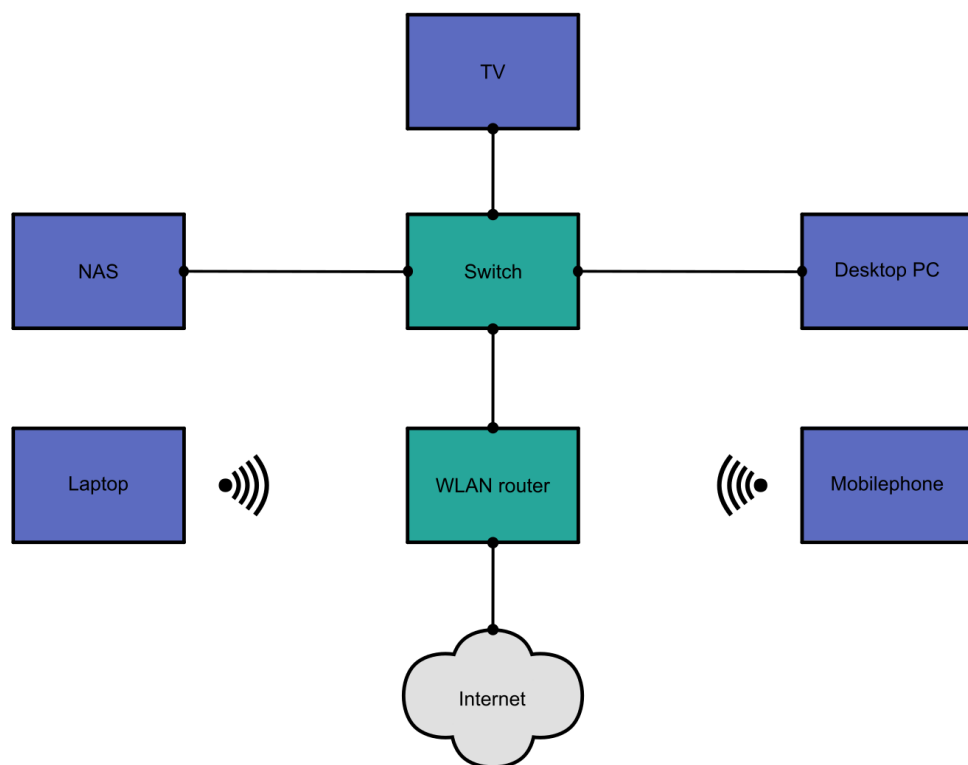 TV
NAS
Switch
Desktop PC
Laptop
WLAN router
Mobilephone
Internet